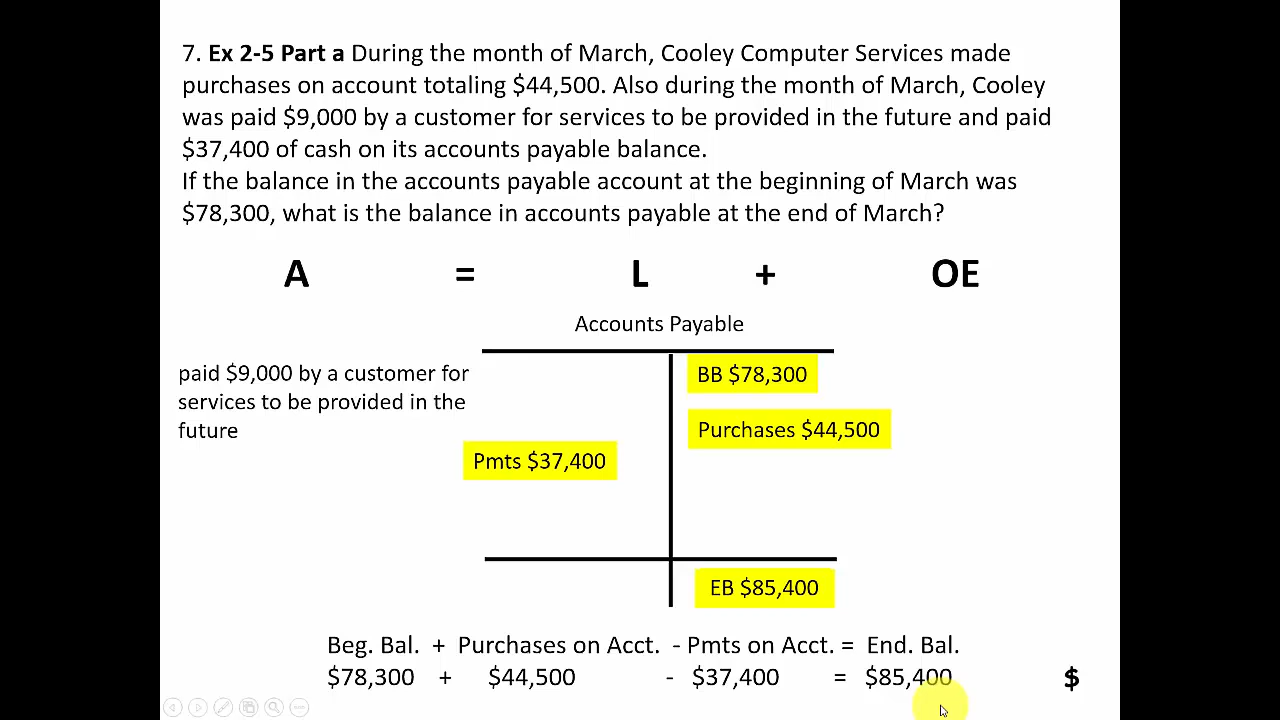 7. Ex 2-5 Part a During the month of March, Cooley Computer Services made
purchases on account totaling $44,500. Also during the month of March, Cooley
was paid $9,000 by a customer for services to be provided in the future and paid
$37,400 of cash on its accounts payable balance.
If the balance in the accounts payable account at the beginning of March was
$78,300, what is the balance in accounts payable at the end of March?
A = L + OE
Accounts Payable
paid $9,000 by a customer for
services to be provided in the
future
BB $78,300
Purchases $44,500
Pmts $37,400
EB $85,400
Beg. Bal. + Purchases on Acct. - Pmts on Acct. = End. Bal.
$78,300 + $44,500 - $37,400 = $85,400 $